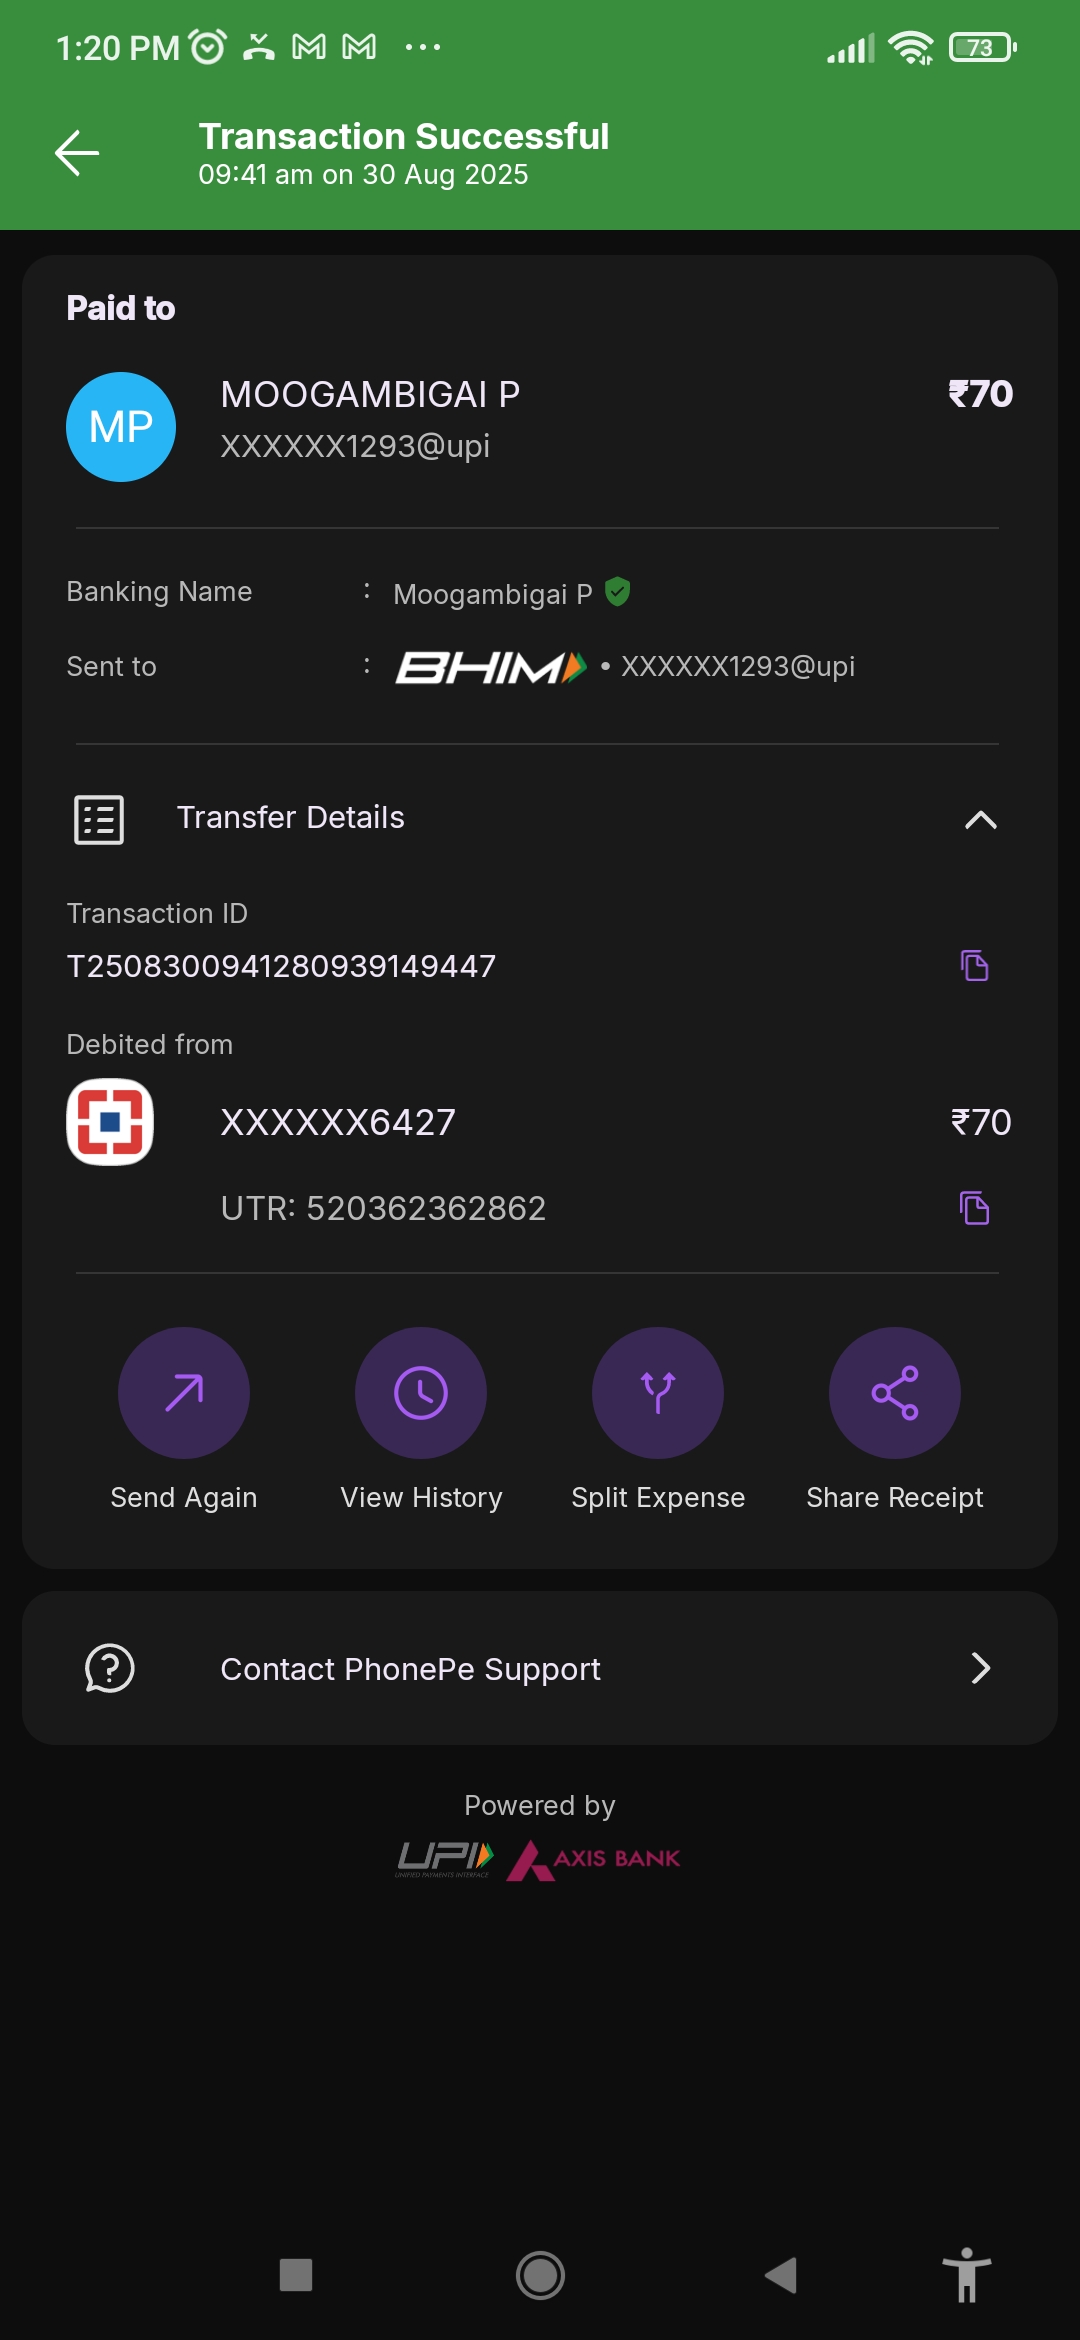 1:20 PM
73
Transaction Successful
09:41 am on 30 Aug 2025
Paid to
MP
MOOGAMBIGAI P
₹70
XXXXXX1293@upi
Banking Name : Moogambigai P
Sent to : BHIM • XXXXXX1293@upi
Transfer Details
Transaction ID
T2508300941280939149447
Debited from
XXXXXX6427
₹70
UTR: 520362362862
Send Again
View History
Split Expense
Share Receipt
Contact PhonePe Support
Powered by
UPI AXIS BANK
UNIFIED PAYMENTS INTERFACE